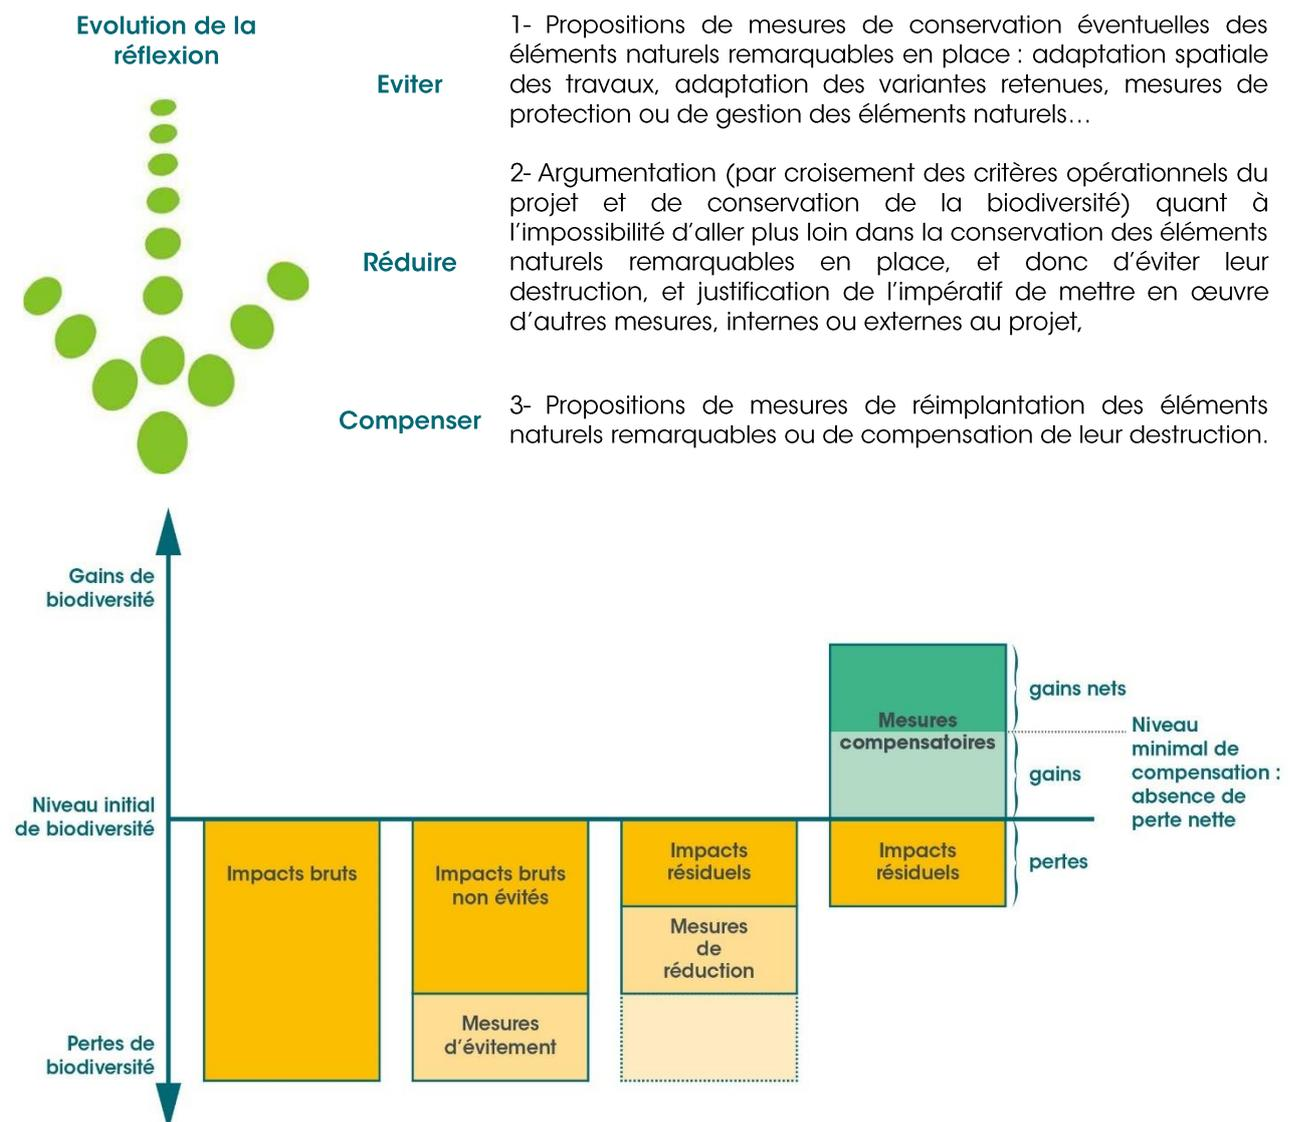 Evolution de la
réflexion
Eviter
1- Propositions de mesures de conservation éventuelles des
éléments naturels remarquables en place : adaptation spatiale
des travaux, adaptation des variantes retenues, mesures de
protection ou de gestion des éléments naturels…
Réduire
2- Argumentation (par croisement des critères opérationnels du
projet et de conservation de la biodiversité) quant à
l’impossibilité d’aller plus loin dans la conservation des éléments
naturels remarquables en place, et donc d’éviter leur
destruction, et justification de l’impératif de mettre en œuvre
d’autres mesures, internes ou externes au projet,
Compenser
3- Propositions de mesures de réimplantation des éléments
naturels remarquables ou de compensation de leur destruction.
Gains de
biodiversité
Niveau initial
de biodiversité
Pertes de
biodiversité
Impacts bruts
Impacts bruts
non évités
Mesures
d’évitement
Impacts
résiduels
Mesures
de
réduction
Mesures
compensatoires
Impacts
résiduels
gains nets
gains
pertes
Niveau
minimal de
compensation :
absence de
perte nette